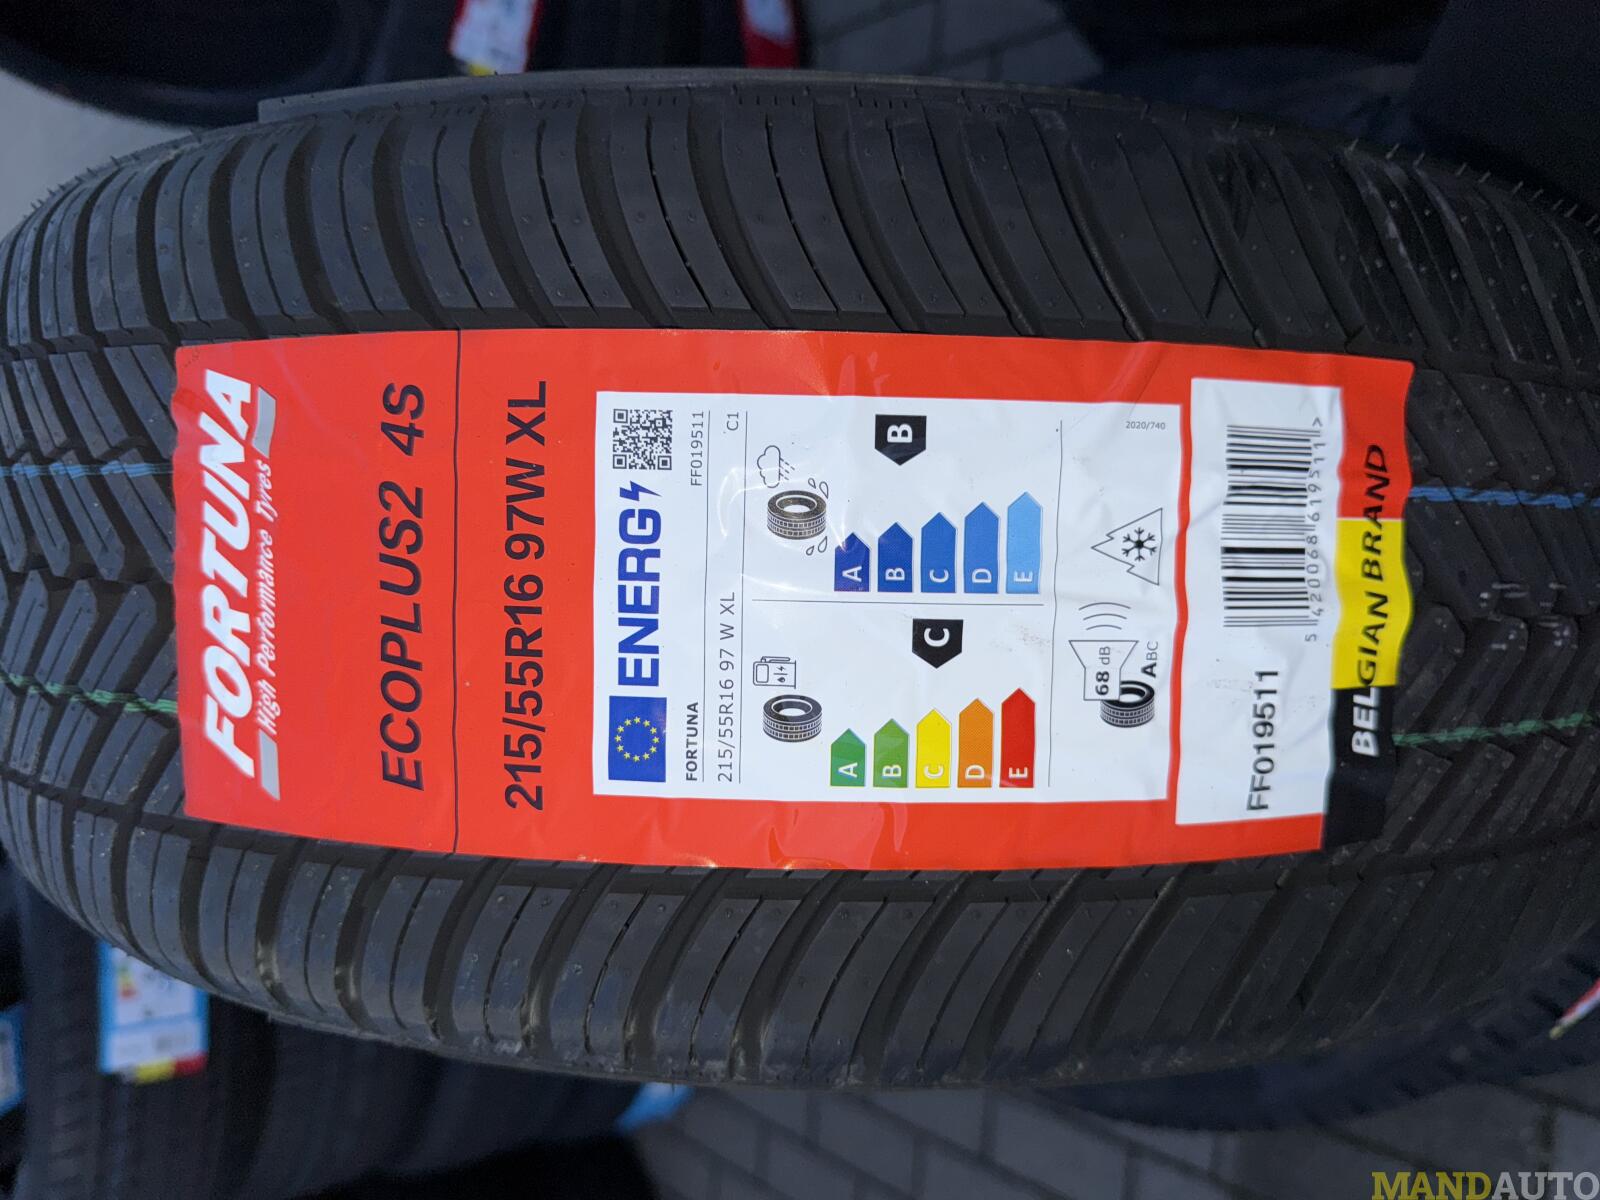 FORTUNA
High Performance Tyres
ECOPLUS2 4S
215/55R16 97W XL
ENERG
FORTUNA
FF019511
215/55R16 97 W XL
C1
A
B
C
D
E
C
A
B
C
D
E
B
68 dB
ABC
2020/740
FF019511
5 420068 619511 >
BELGIAN BRAND
MANDAUTO